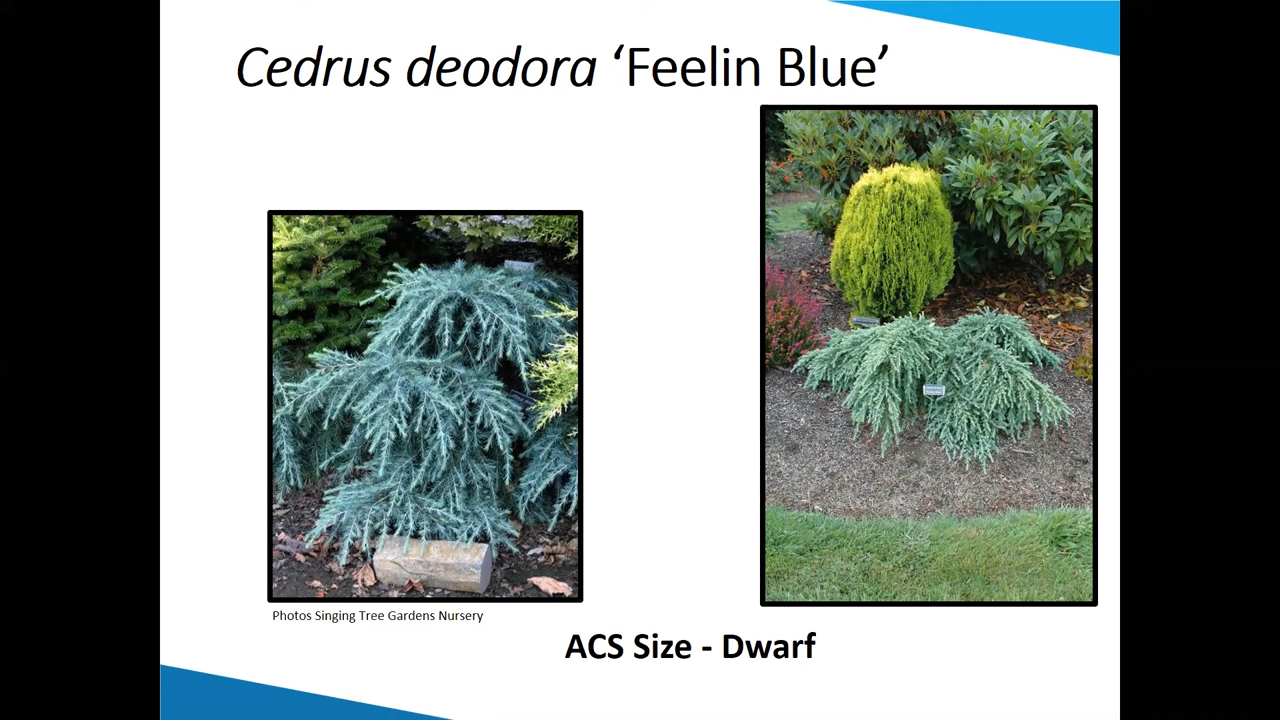 Cedrus deodora ‘Feelin Blue’
Photos Singing Tree Gardens Nursery
ACS Size - Dwarf